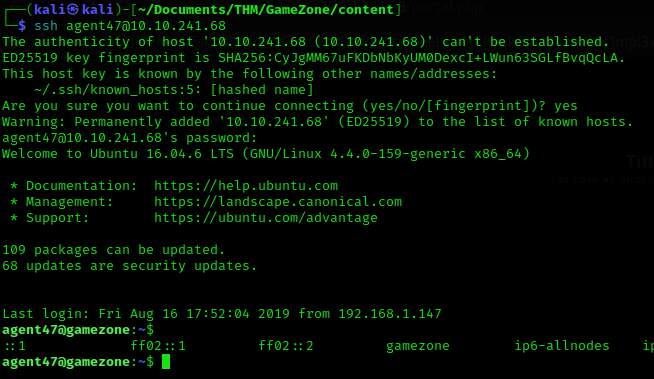 ┌──(kali㉿kali)-[~/Documents/THM/GameZone/content]
└─$ ssh agent47@10.10.241.68
The authenticity of host '10.10.241.68 (10.10.241.68)' can't be established.
ED25519 key fingerprint is SHA256:CyJgMM67uFKDbNbKyUM0DexcI+LWun63SGLfBvqQcLA.
This host key is known by the following other names/addresses:
    ~/.ssh/known_hosts:5: [hashed name]
Are you sure you want to continue connecting (yes/no/[fingerprint])? yes
Warning: Permanently added '10.10.241.68' (ED25519) to the list of known hosts.
agent47@10.10.241.68's password:
Welcome to Ubuntu 16.04.6 LTS (GNU/Linux 4.4.0-159-generic x86_64)
 * Documentation:  https://help.ubuntu.com
 * Management:     https://landscape.canonical.com
 * Support:        https://ubuntu.com/advantage
109 packages can be updated.
68 updates are security updates.
Last login: Fri Aug 16 17:52:04 2019 from 192.168.1.147
agent47@gamezone:~$
::1             ff02::1         ff02::2         gamezone        ip6-allnodes    ip
agent47@gamezone:~$